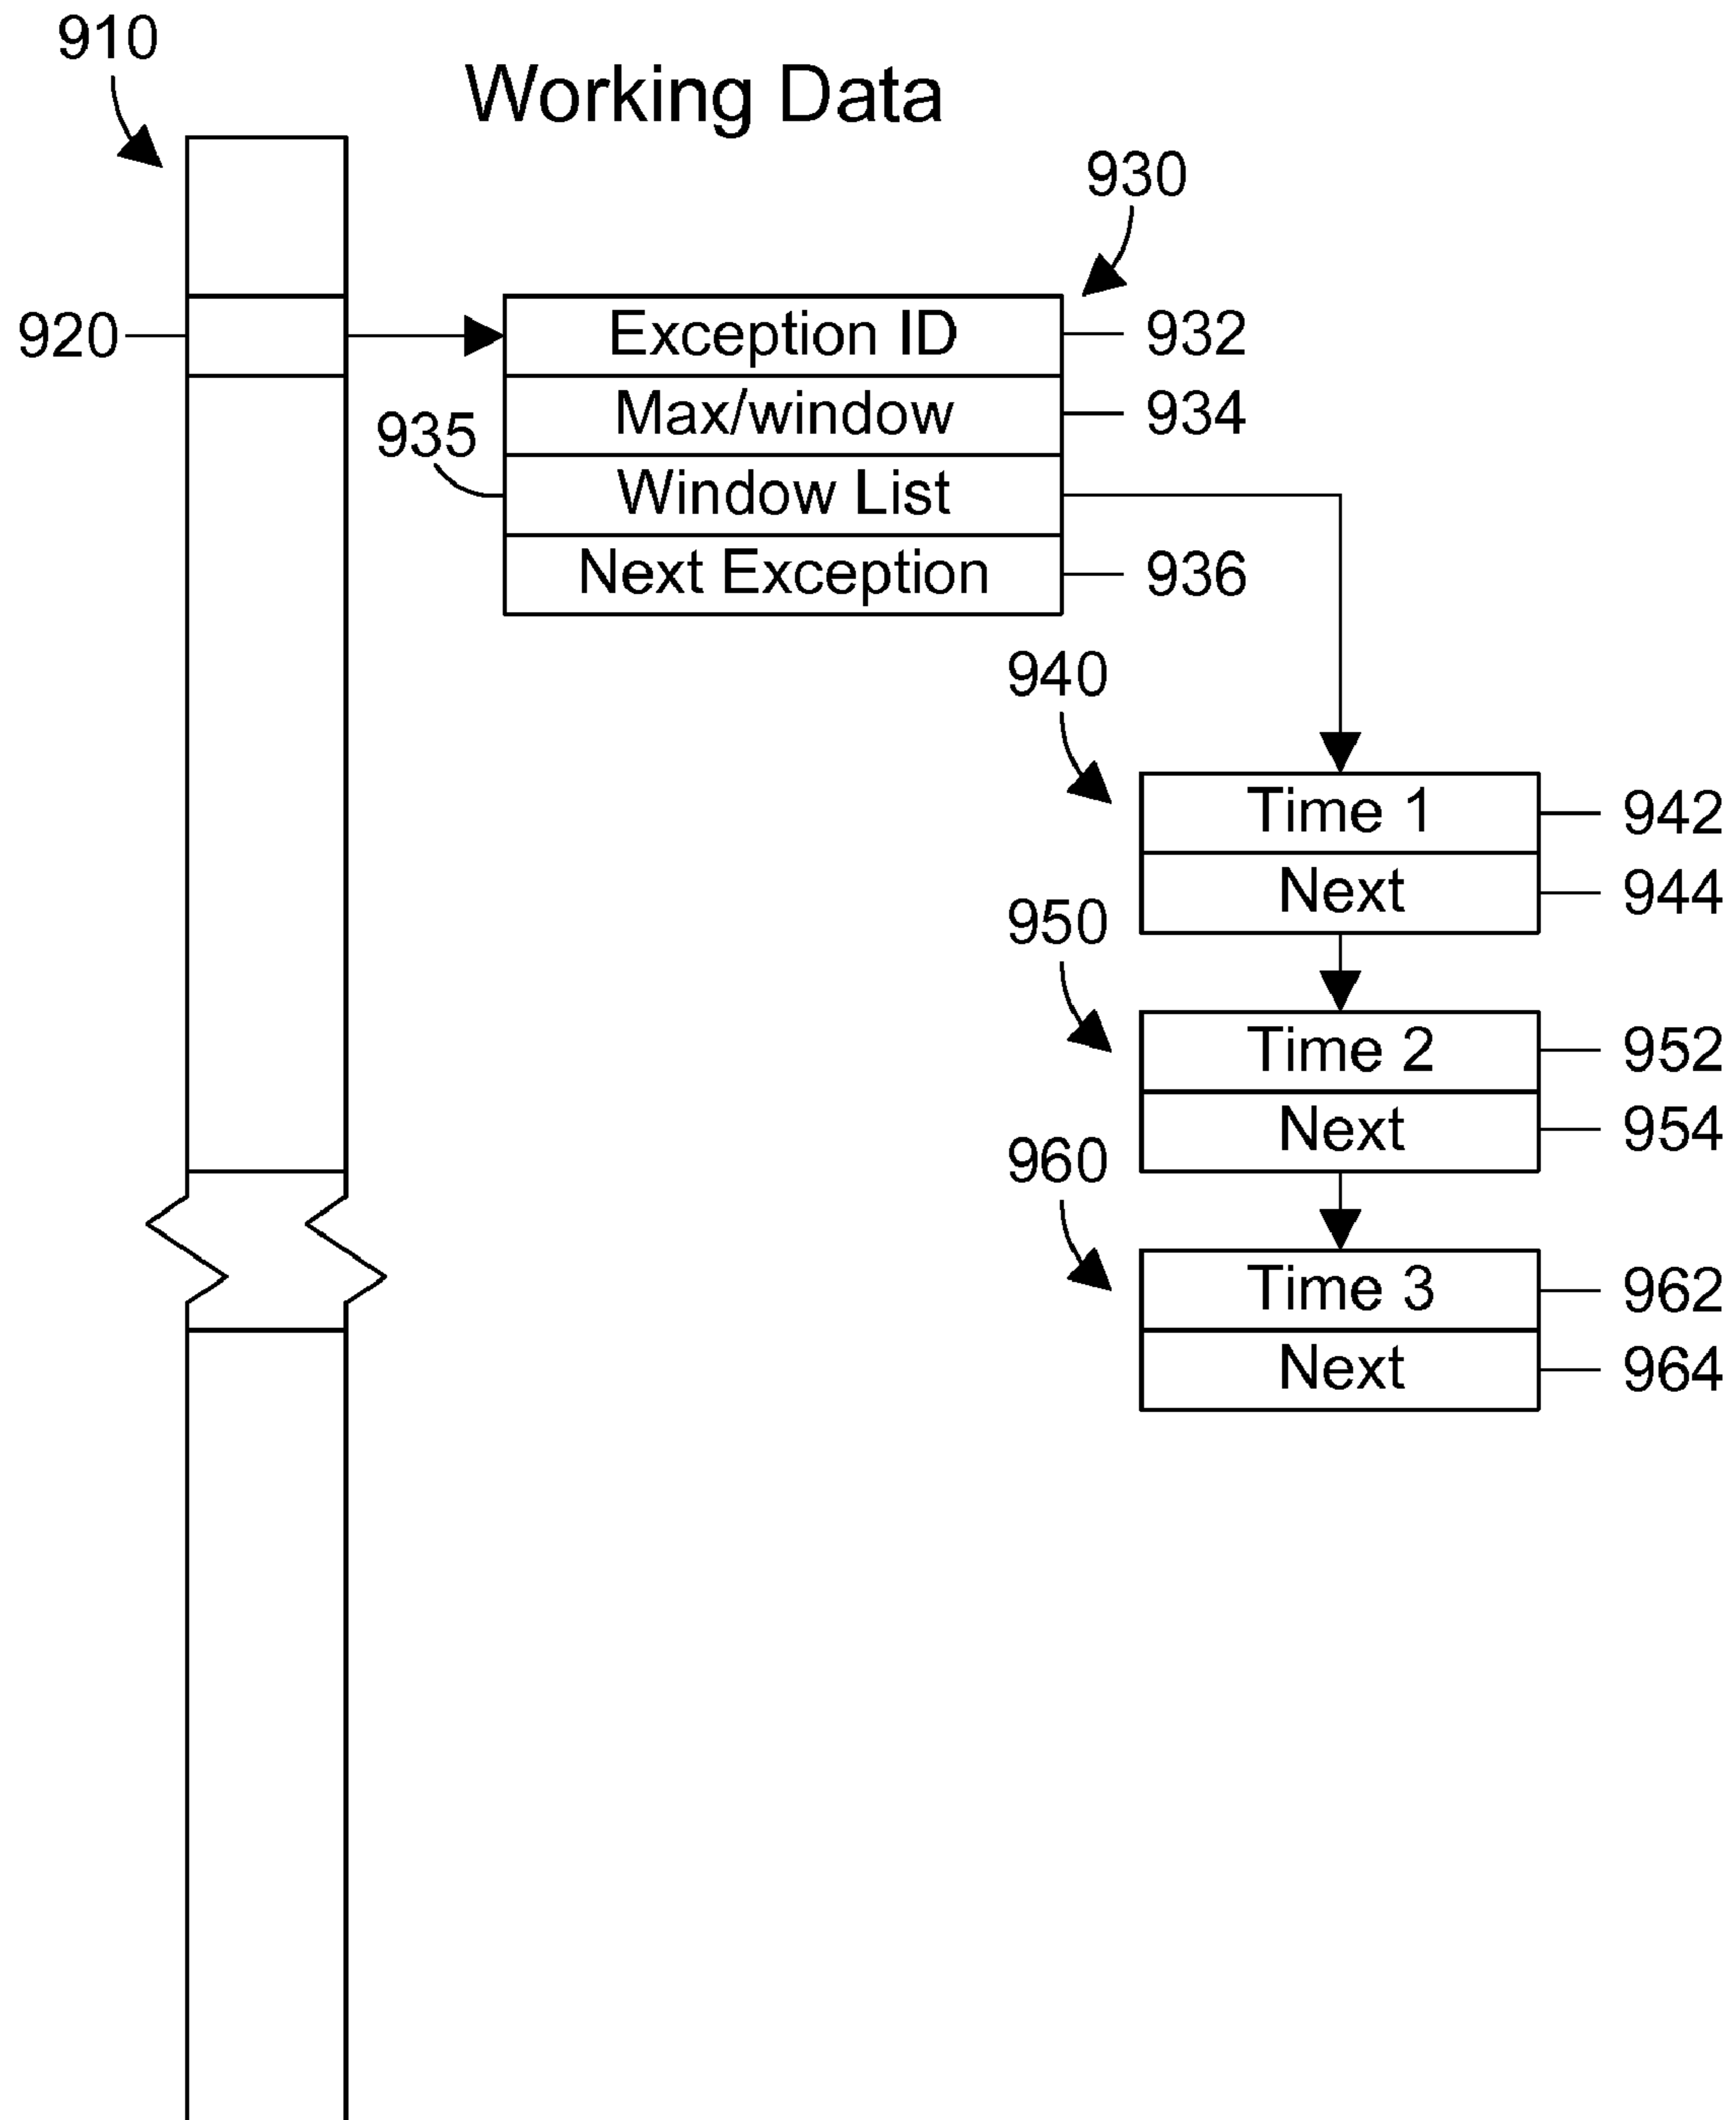 910
Working Data
930
920
Exception ID
932
Max/window
934
935
Window List
Next Exception
936
940
Time 1
942
Next
944
950
Time 2
952
Next
954
960
Time 3
962
Next
964